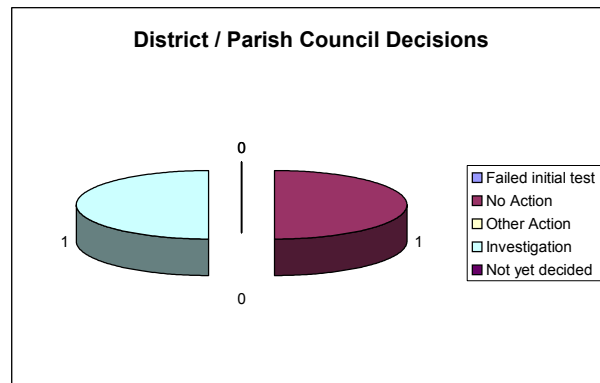 District / Parish Council Decisions
0
1
1
0
Failed initial test
No Action
Other Action
Investigation
Not yet decided